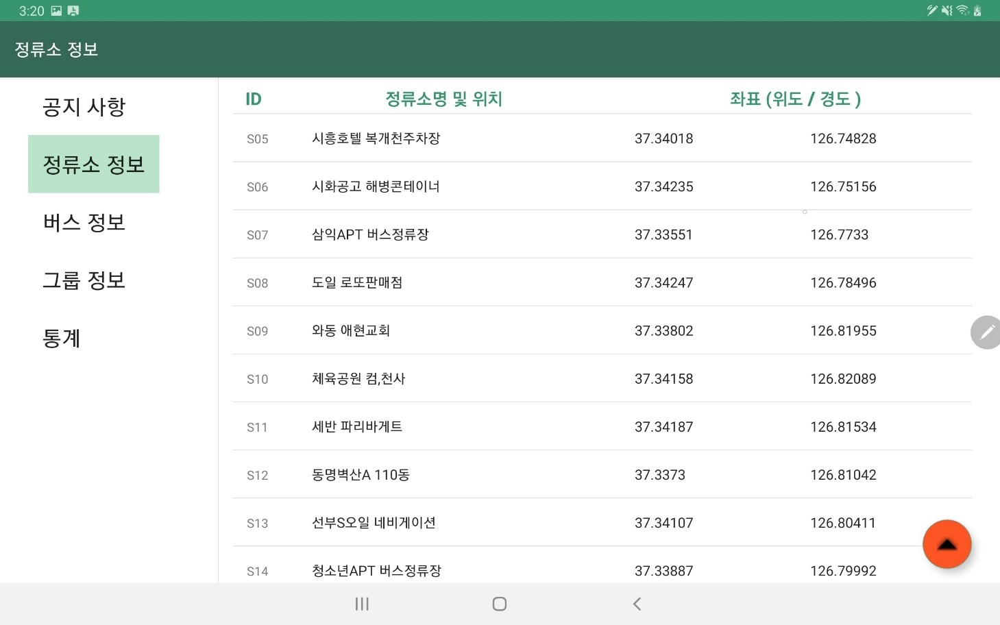 3:20
정류소 정보
공지 사항
정류소 정보
버스 정보
그룹 정보
통계
ID 정류소명 및 위치 좌표 (위도 / 경도 )
S05 시흥호텔 복개천주차장 37.34018 126.74828
S06 시화공고 해병콘테이너 37.34235 126.75156
S07 삼익APT 버스정류장 37.33551 126.7733
S08 도일 로또판매점 37.34247 126.78496
S09 와동 애현교회 37.33802 126.81955
S10 체육공원 컴,천사 37.34158 126.82089
S11 세반 파리바게트 37.34187 126.81534
S12 동명벽산A 110동 37.3373 126.81042
S13 선부S오일 네비게이션 37.34107 126.80411
S14 청소년APT 버스정류장 37.33887 126.79992